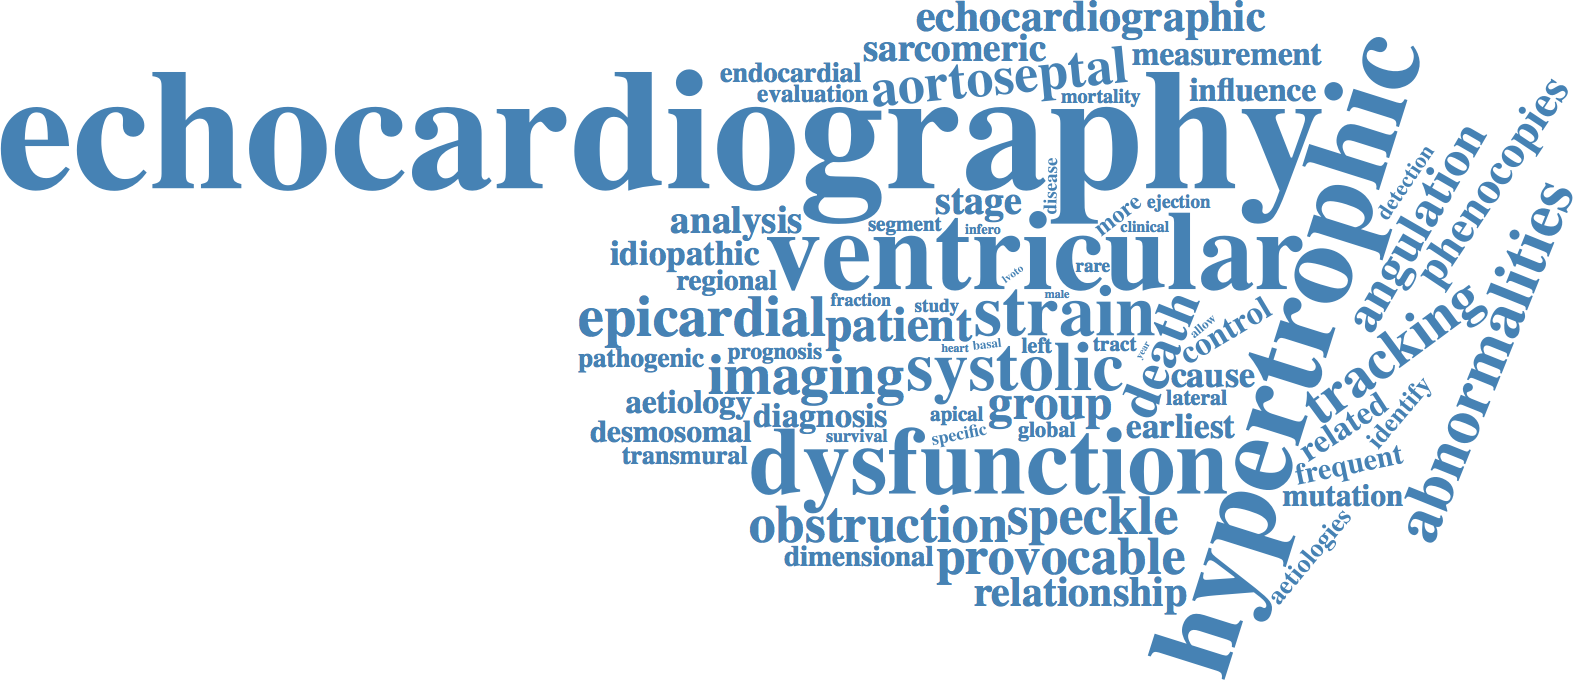 echocardiographic
sarcomeric
measurement
endocardial
aortoseptal
evaluation
mortality
influence
echocardiography
hypertrophic
phenocopies
angulation
detection
disease
stage
more
ejection
analysis
segment
infero
clinical
ventricular
idiopathic
regional
rare
lvoto
abnormalities
fraction
study
male
epicardial
patient
strain
death
allow
control
tracking
pathogenic
prognosis
heart
basal
left
tract
year
imaging
systolic
cause
lateral
identify
related
aetiology
diagnosis
apical
group
desmosomal
survival
specific
global
earliest
transmural
dysfunction
frequent
mutation
obstruction
speckle
aetiologies
dimensional
provocable
relationship